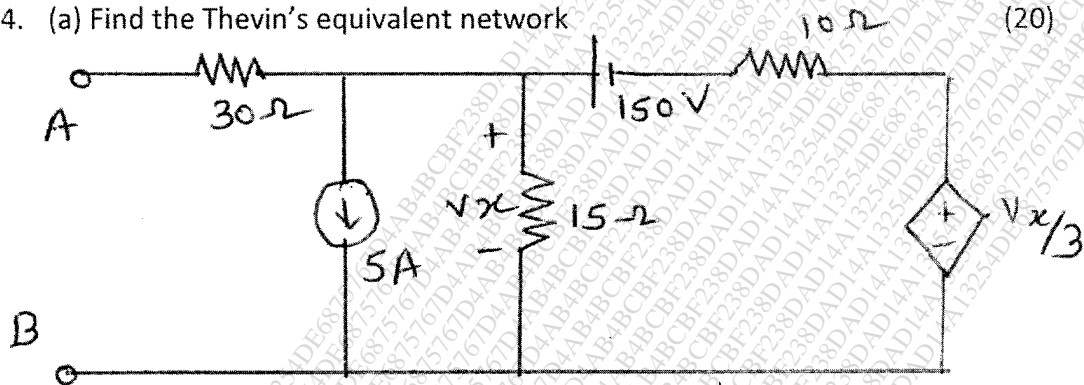 4. (a) Find the Thevin's equivalent network (20)
10 Ω
30 Ω
150 V
A
+
Vx
-
15 Ω
+
-
Vx/3
5A
B